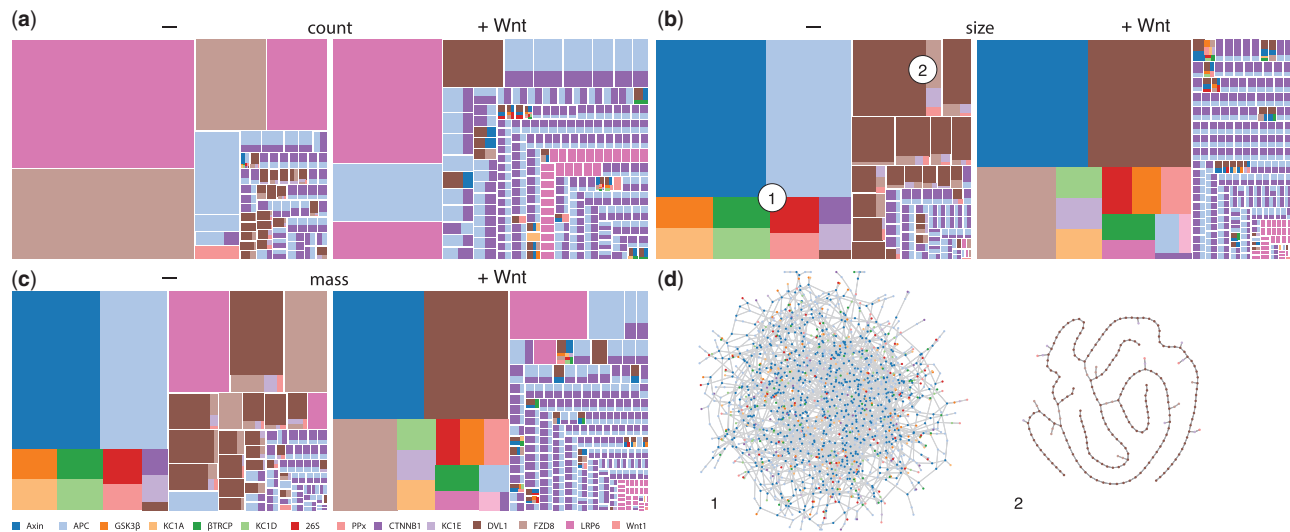 (a) – count + Wnt
(b) – size + Wnt
2
1
(c) – mass + Wnt
(d)
1 2
Axin APC GSK3β KC1A βTRCP KC1D 26S PPx CTNNB1 KC1E DVL1 FZD8 LRP6 Wnt1